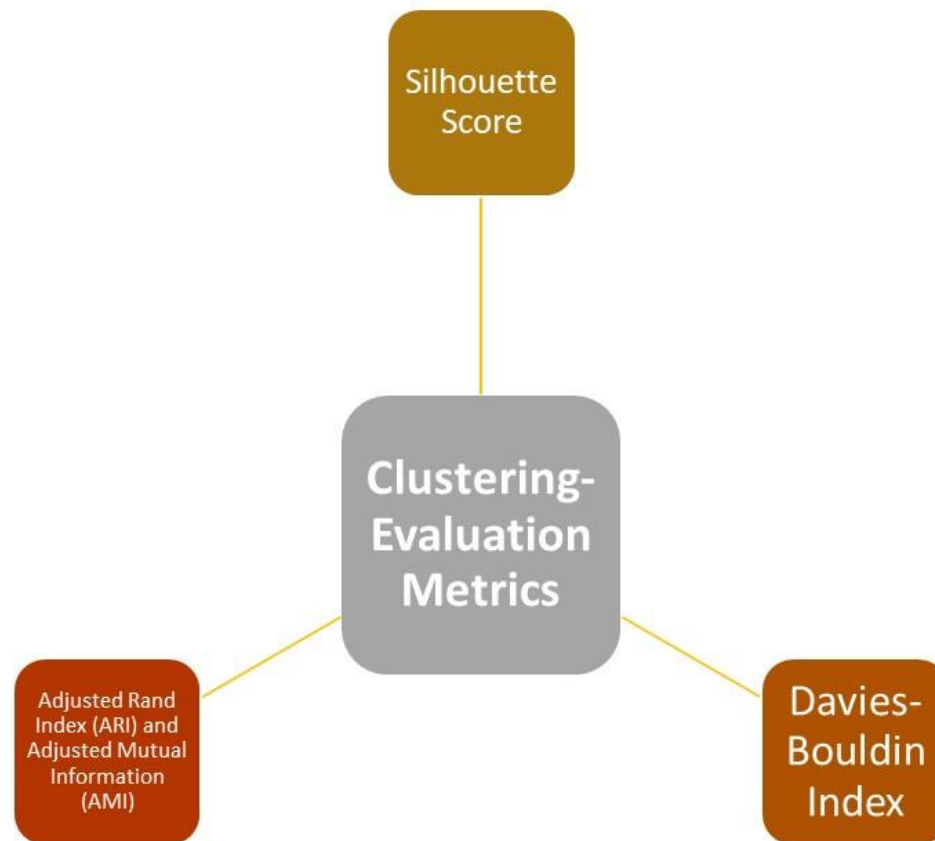 Silhouette
Score
Clustering-
Evaluation
Metrics
Adjusted Rand
Index (ARI) and
Adjusted Mutual
Information
(AMI)
Davies-
Bouldin
Index